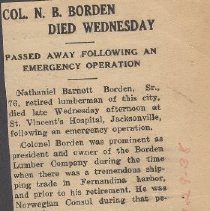 COL. N. B. BORDEN
DIED WEDNESDAY
PASSED AWAY FOLLOWING AN
EMERGENCY OPERATION
Nathaniel Barnott Borden, Sr.,
76, retired lumberman of this city,
died late Wednesday afternoon at
St. Vincent's Hospital, Jacksonville,
following an emergency operation.
Colonel Borden was prominent as
president and owner of the Borden
Lumber Company during the time
when there was a tremendous ship-
ping trade in Fernandina harbor,
and prior to his retirement. He was
Norwegian Consul during that pe-